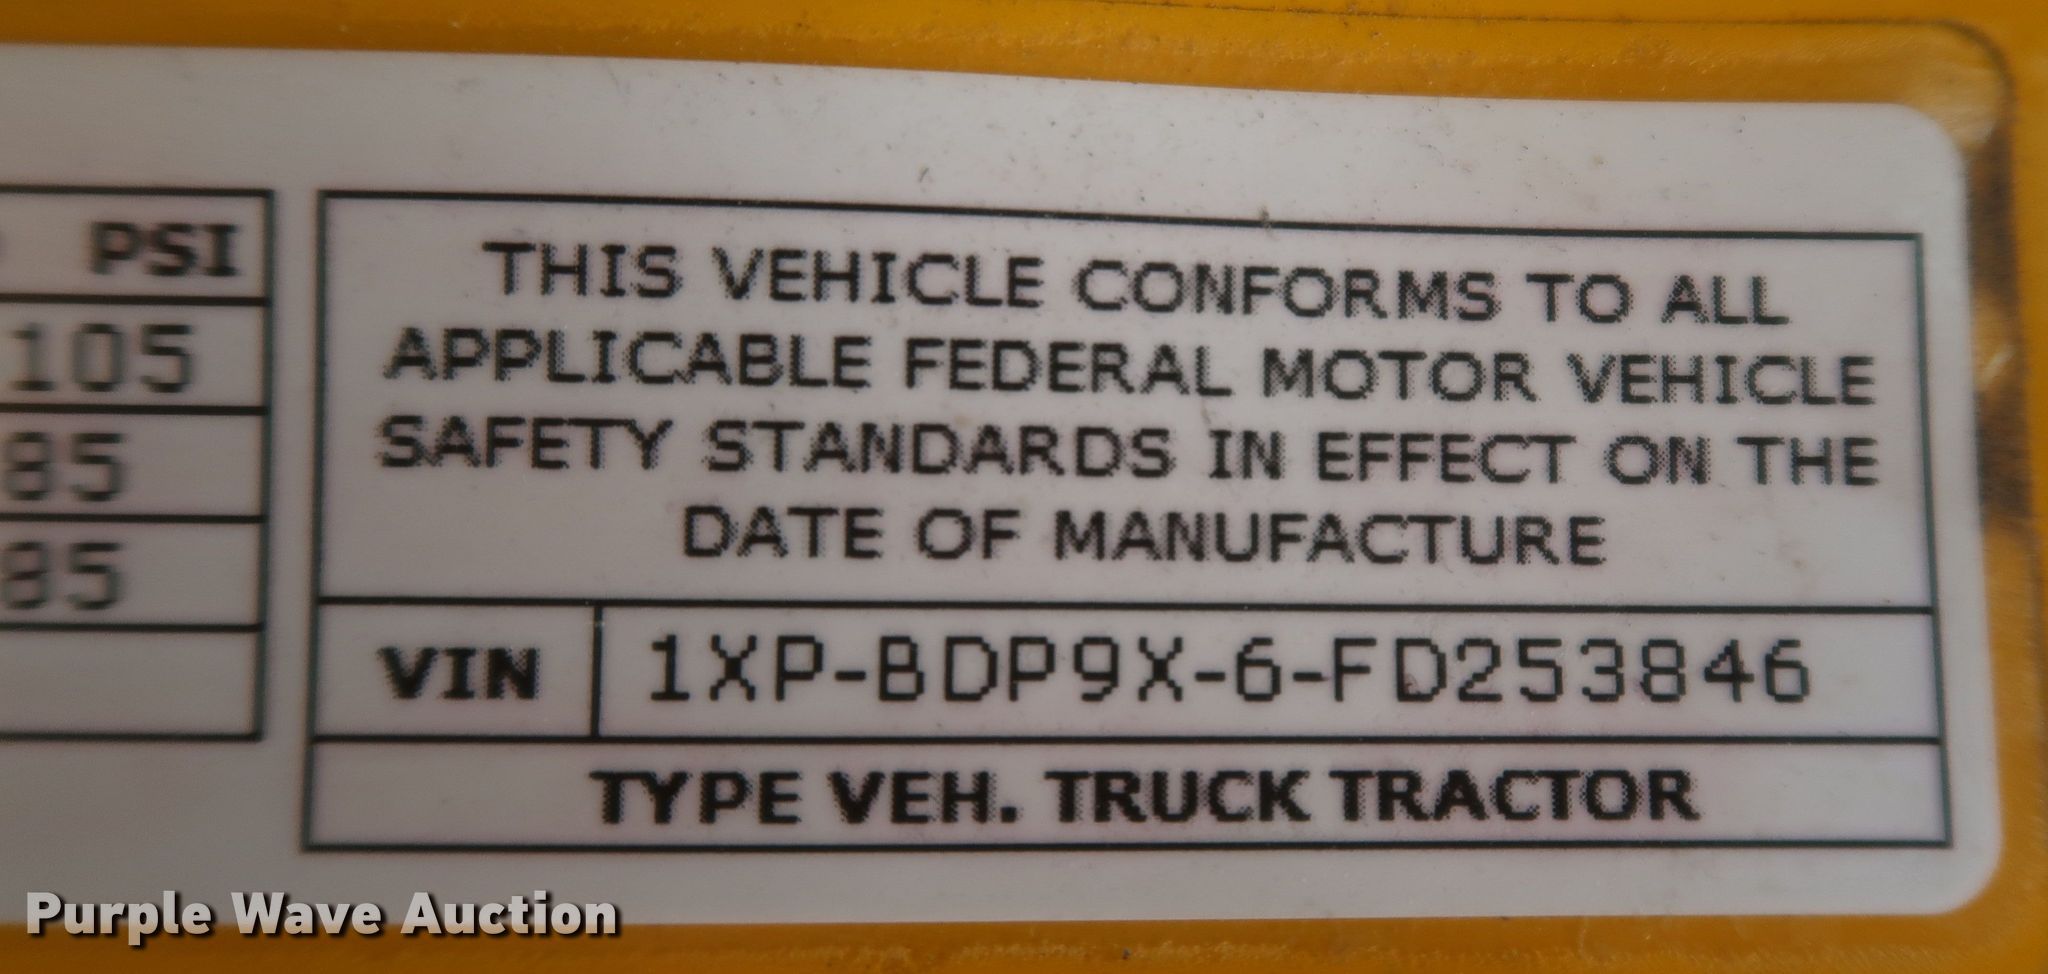 PSI
105
85
85
THIS VEHICLE CONFORMS TO ALL
APPLICABLE FEDERAL MOTOR VEHICLE
SAFETY STANDARDS IN EFFECT ON THE
DATE OF MANUFACTURE
VIN 1XP-BDP9X-6-FD253846
TYPE VEH. TRUCK TRACTOR
Purple Wave Auction